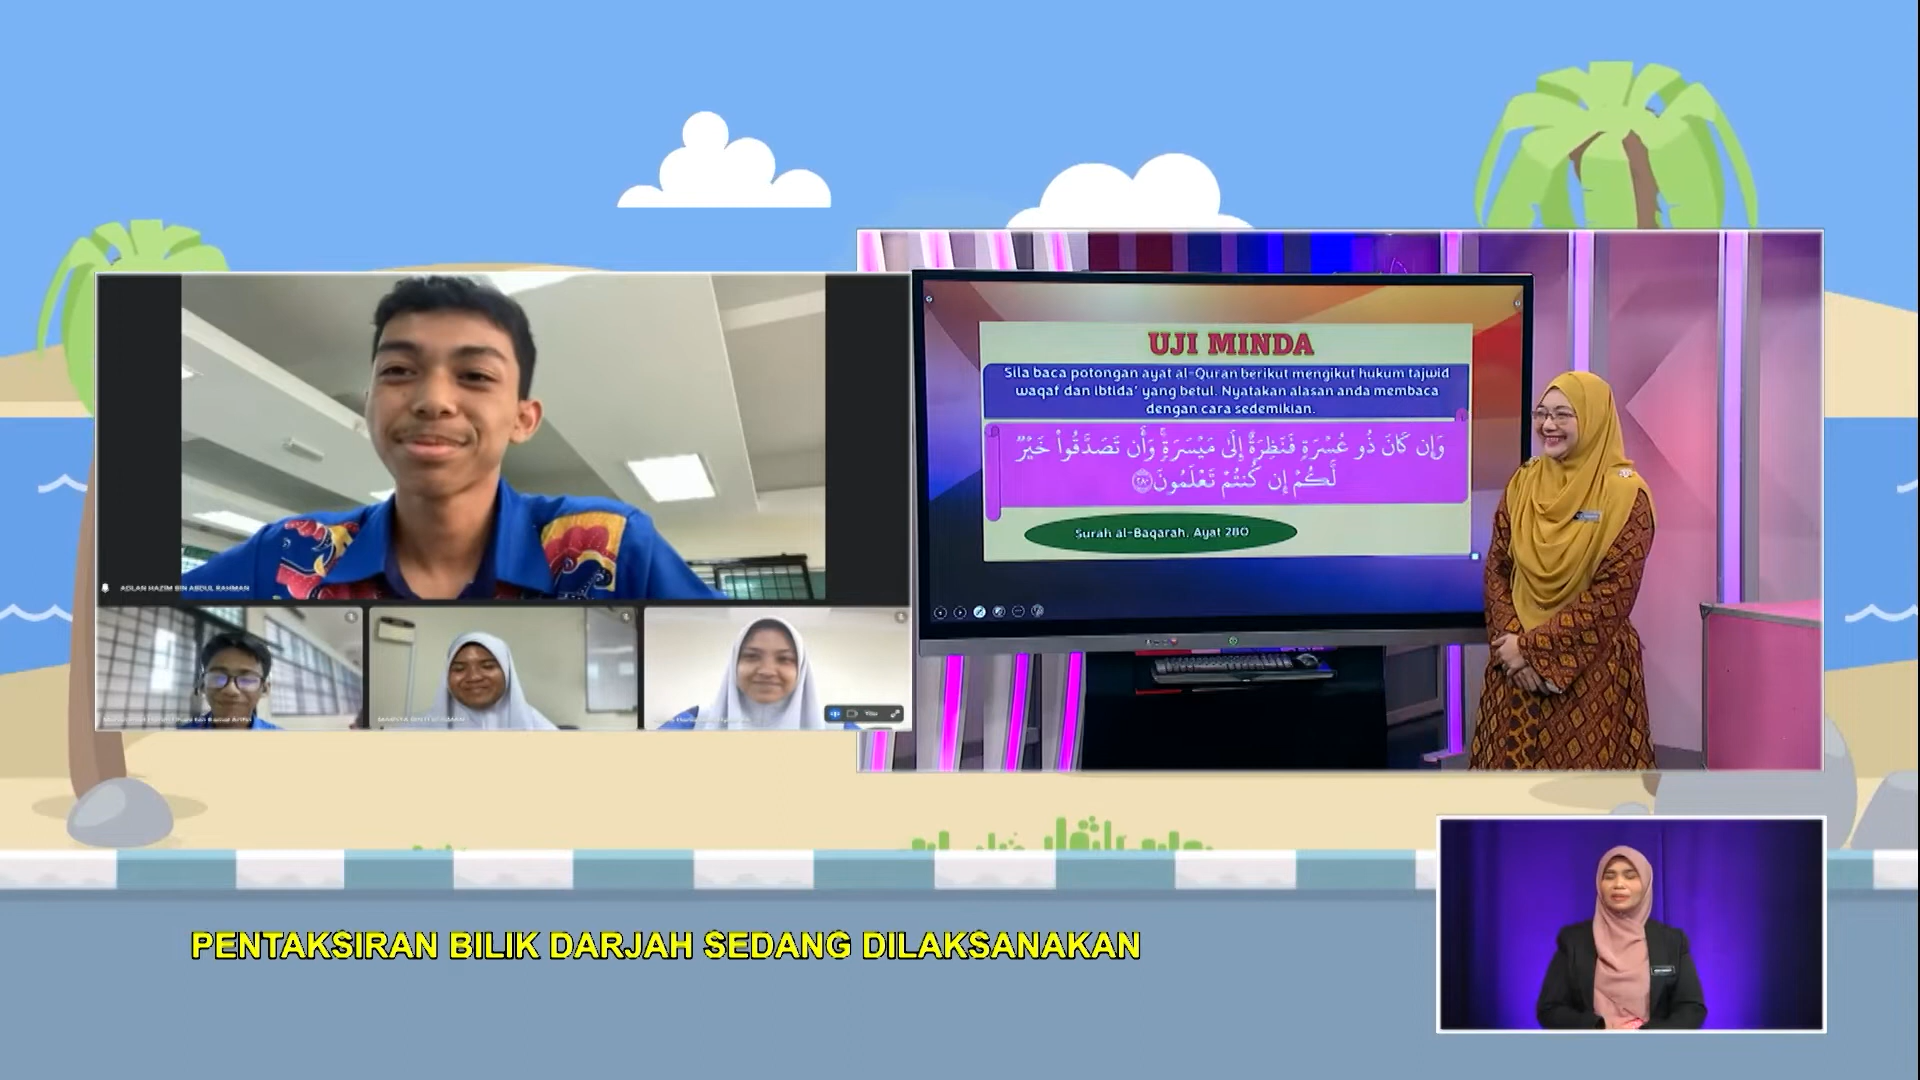 UJI MINDA
Sila baca potongan ayat al-Quran berikut mengikut hukum tajwid
waqaf dan ibtida' yang betul. Nyatakan alasan anda membaca
dengan cara sedemikian.
وَإِن كَانَ ذُو عُسْرَةٍ فَنَظِرَةٌ إِلَىٰ مَيْسَرَةٍۚ وَأَن تَصَدَّقُوا۟ خَيْرٌ
لَّكُمْ إِن كُنتُمْ تَعْلَمُونَ ٢٨٠
Surah al-Baqarah, Ayat 280
ADLAN HAZIM BIN ABDUL RAHMAN
You
PENTAKSIRAN BILIK DARJAH SEDANG DILAKSANAKAN